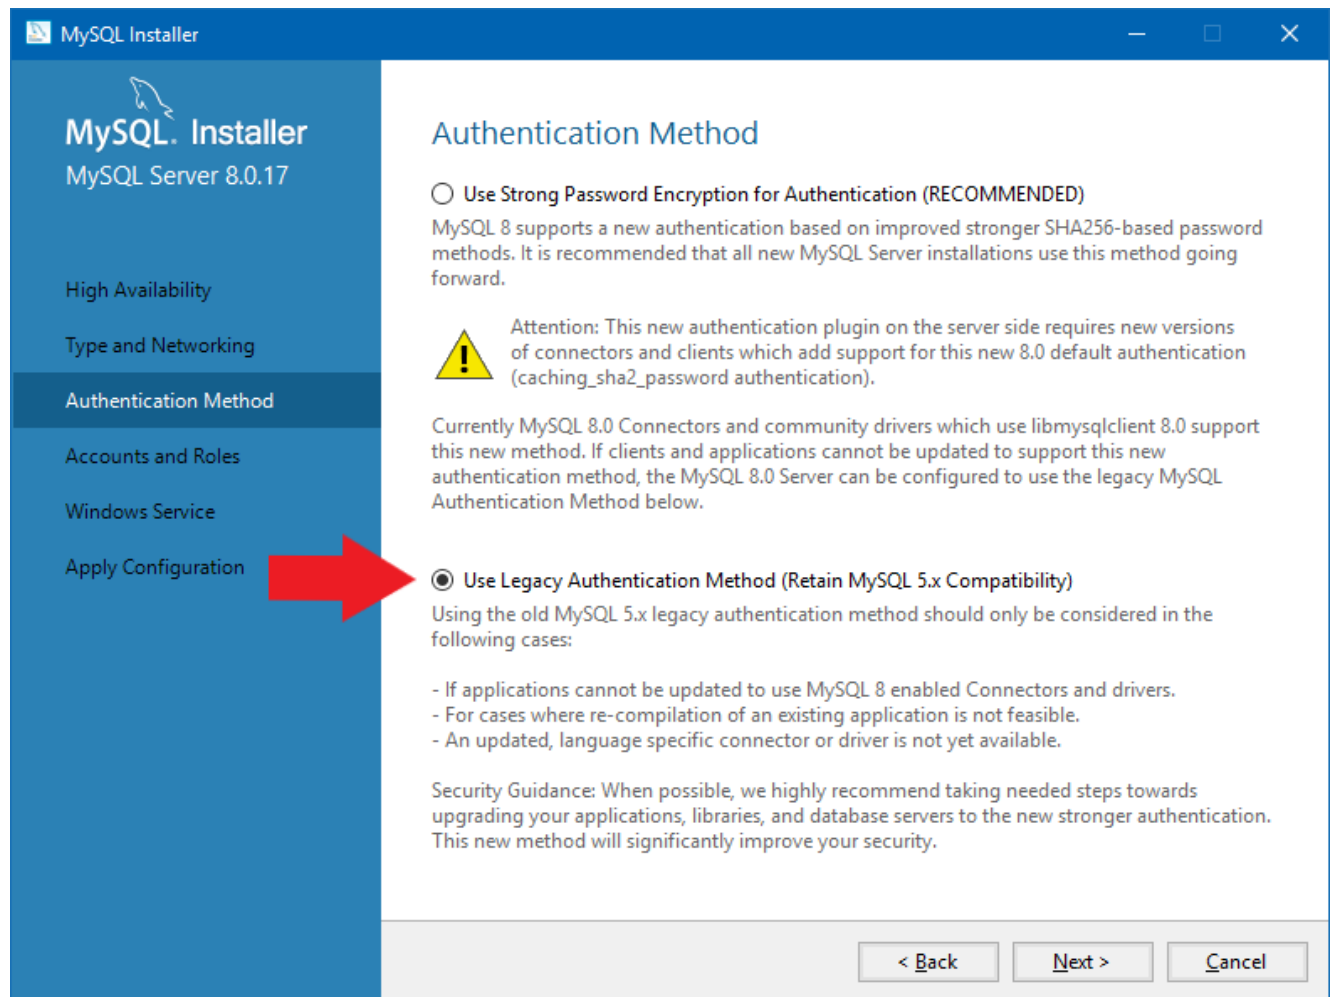 MySQL Installer
MySQL. Installer
MySQL Server 8.0.17
High Availability
Type and Networking
Authentication Method
Accounts and Roles
Windows Service
Apply Configuration
Authentication Method
Use Strong Password Encryption for Authentication (RECOMMENDED)
MySQL 8 supports a new authentication based on improved stronger SHA256-based password
methods. It is recommended that all new MySQL Server installations use this method going
forward.
Attention: This new authentication plugin on the server side requires new versions
of connectors and clients which add support for this new 8.0 default authentication
(caching_sha2_password authentication).
Currently MySQL 8.0 Connectors and community drivers which use libmysqlclient 8.0 support
this new method. If clients and applications cannot be updated to support this new
authentication method, the MySQL 8.0 Server can be configured to use the legacy MySQL
Authentication Method below.
Use Legacy Authentication Method (Retain MySQL 5.x Compatibility)
Using the old MySQL 5.x legacy authentication method should only be considered in the
following cases:
- If applications cannot be updated to use MySQL 8 enabled Connectors and drivers.
- For cases where re-compilation of an existing application is not feasible.
- An updated, language specific connector or driver is not yet available.
Security Guidance: When possible, we highly recommend taking needed steps towards
upgrading your applications, libraries, and database servers to the new stronger authentication.
This new method will significantly improve your security.
< Back
Next >
Cancel